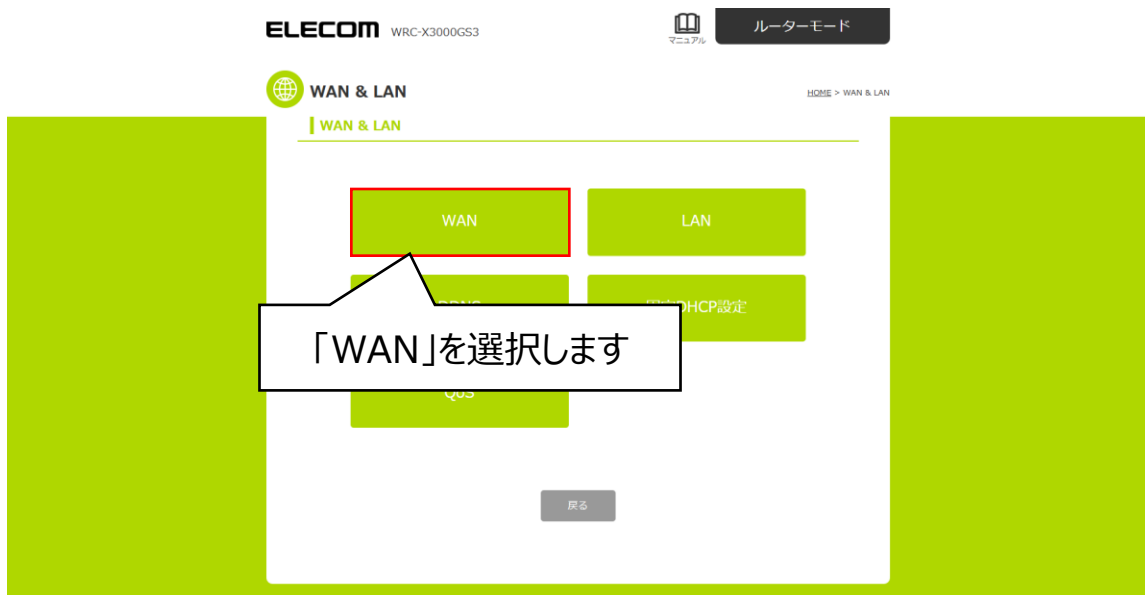 ELECOM WRC-X3000GS3
マニュアル
ルーターモード
WAN & LAN
HOME > WAN & LAN
WAN & LAN
WAN
LAN
DHCP設定
「WAN」を選択します
QoS
戻る